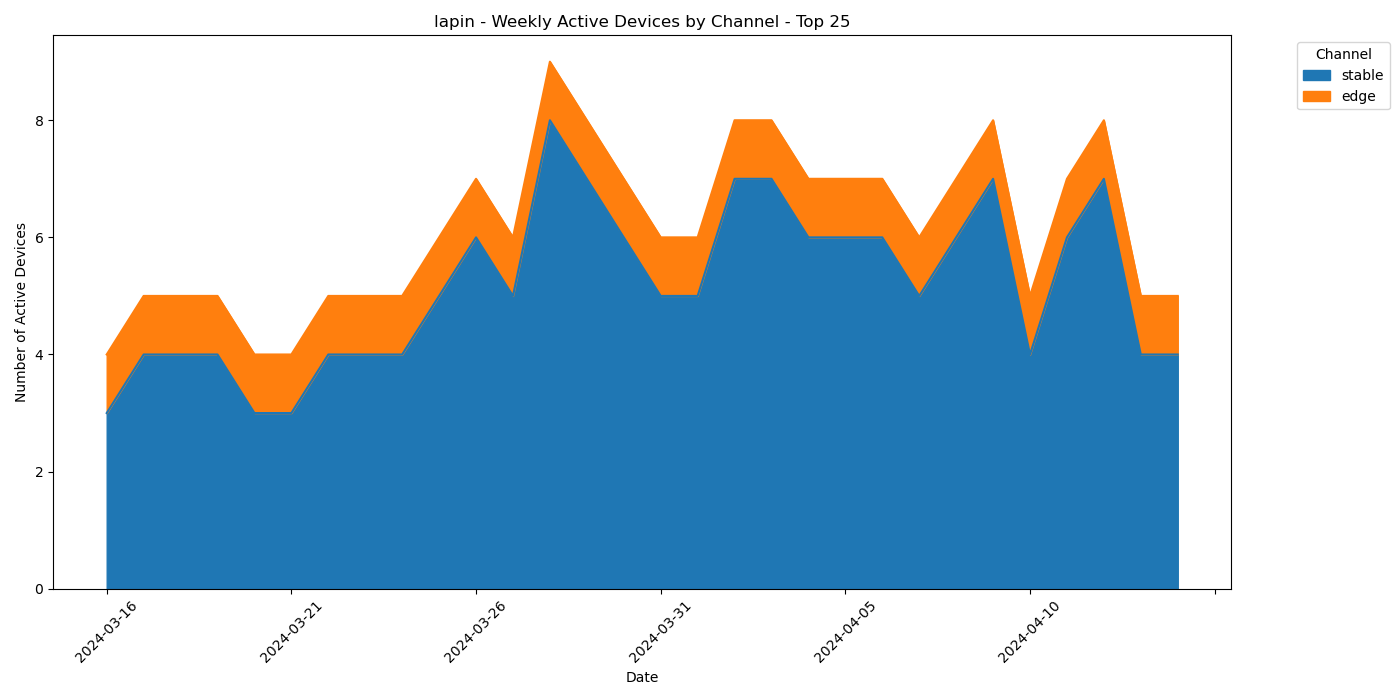 lapin - Weekly Active Devices by Channel - Top 25
Channel
stable
edge
Number of Active Devices
8
6
4
2
0
2024-03-16
2024-03-21
2024-03-26
2024-03-31
2024-04-05
2024-04-10
Date